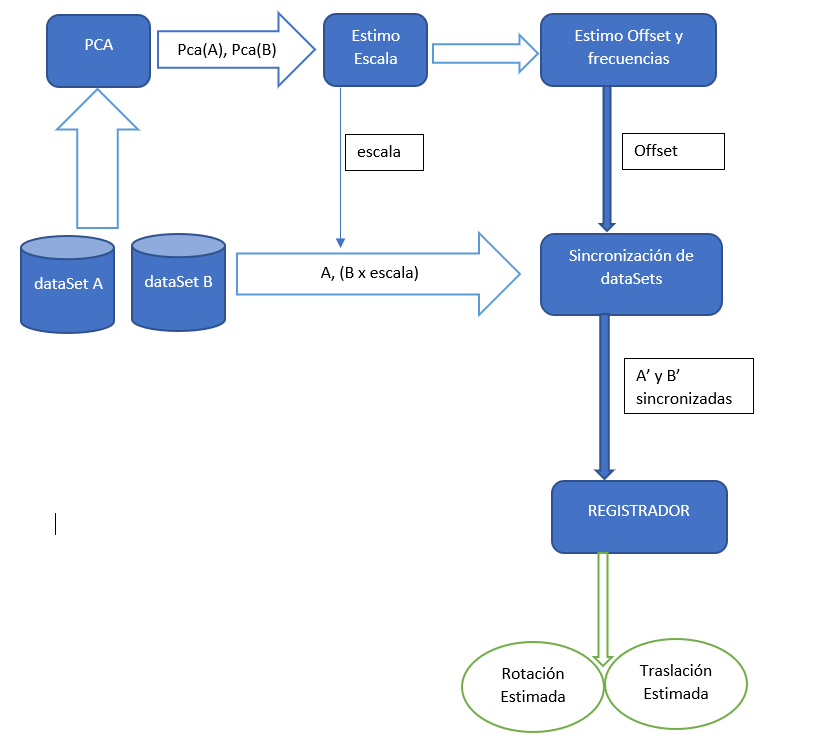 PCA
Pca(A), Pca(B)
Estimo
Escala
Estimo Offset y
frecuencias
escala
Offset
dataSet A
dataSet B
A, (B x escala)
Sincronización de
dataSets
A’ y B’
sincronizadas
REGISTRADOR
Rotación
Estimada
Traslación
Estimada